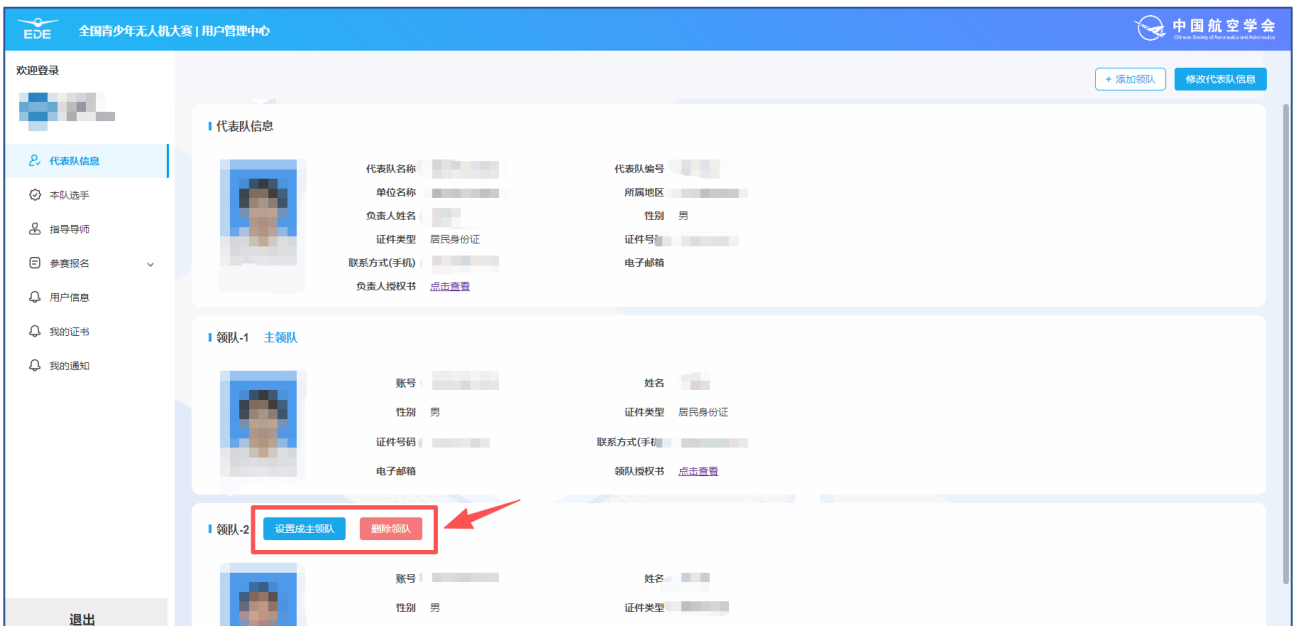 EDE
全国青少年无人机大赛 | 用户管理中心
中国航空学会
Chinese Society of Aeronautics and Astronautics
欢迎登录
+ 添加领队
修改代表队信息
代表队信息
本队选手
指导导师
参赛报名
用户信息
我的证书
我的通知
退出
代表队信息
代表队名称
代表队编号
单位名称
所属地区
负责人姓名
性别 男
证件类型 居民身份证
证件号
联系方式(手机)
电子邮箱
负责人授权书 点击查看
领队-1 主领队
账号
姓名
性别 男
证件类型 居民身份证
证件号码
联系方式(手机
电子邮箱
领队授权书 点击查看
领队-2 设置成主领队 删除领队
账号
姓名
性别 男
证件类型